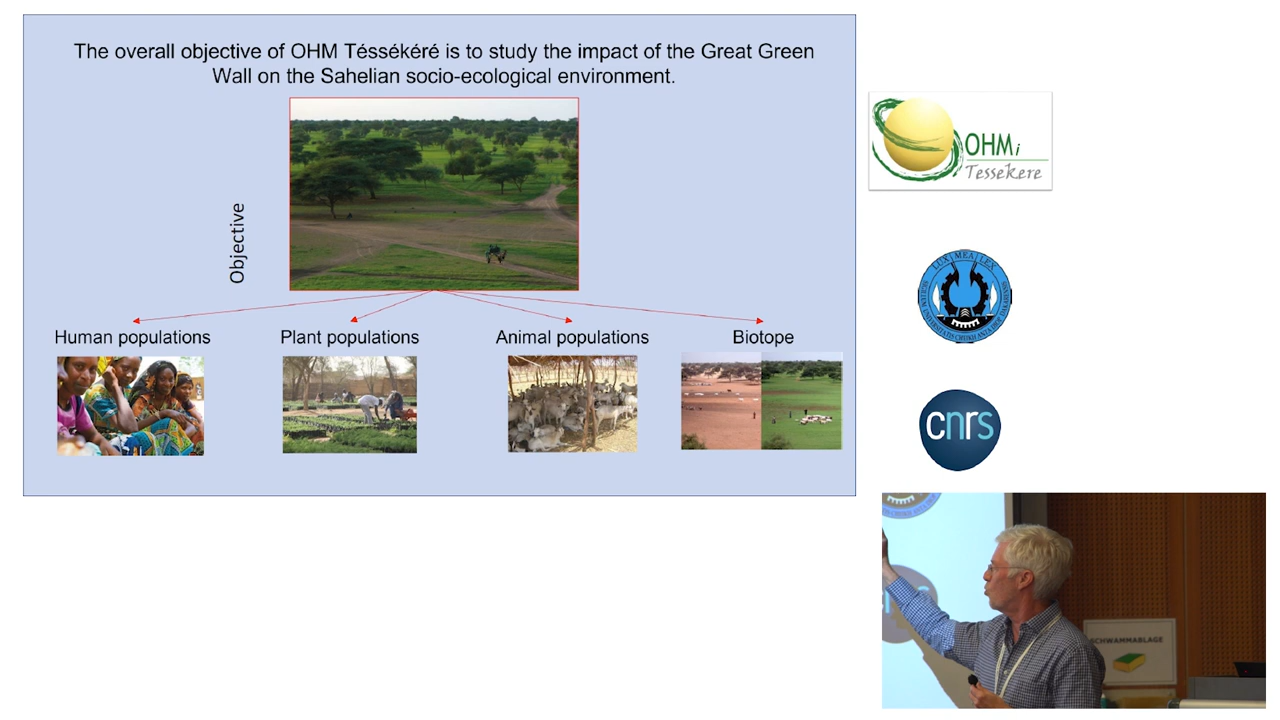 The overall objective of OHM Téssékéré is to study the impact of the Great Green
Wall on the Sahelian socio-ecological environment.
Objective
Human populations
Plant populations
Animal populations
Biotope
OHMi
Tessekere
LUX MEA LEX
cnrs
SCHWAMMABLAGE